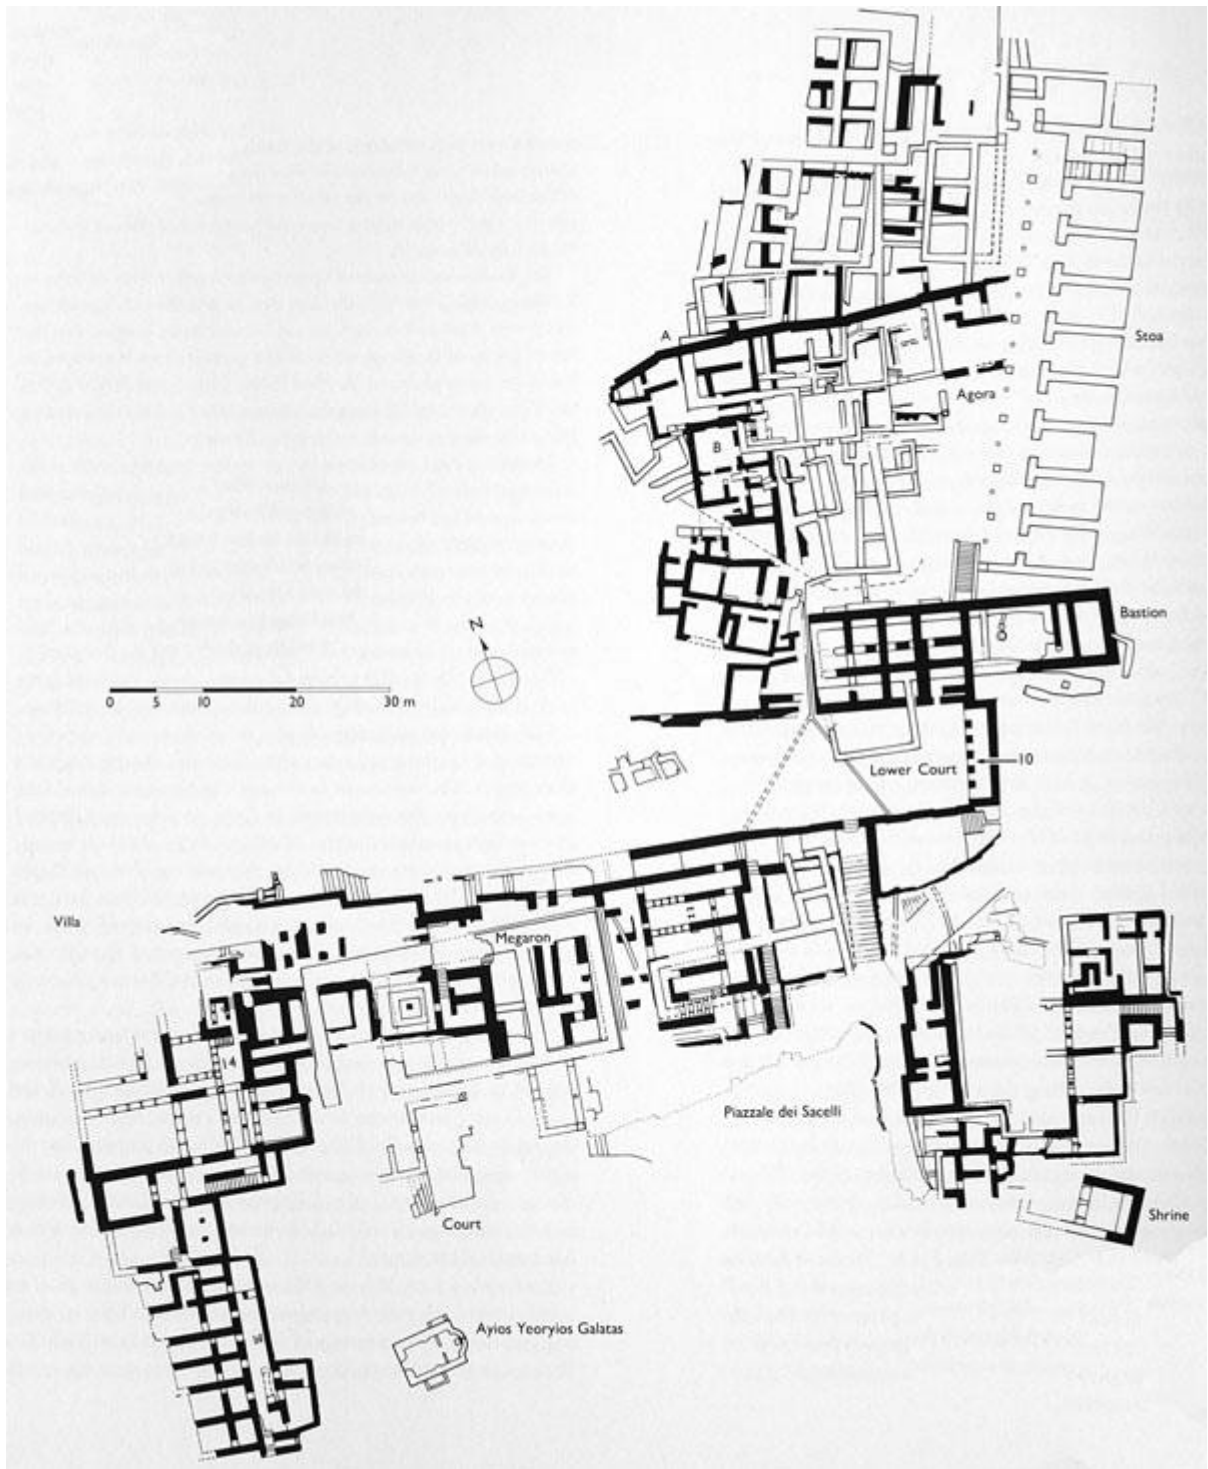 A
Stoa
Agora
B
Bastion
N
0 5 10 20 30 m
Lower Court
10
Villa
Megaron
14
Piazzale dei Sacelli
Court
Shrine
Ayios Yeoryios Galatas